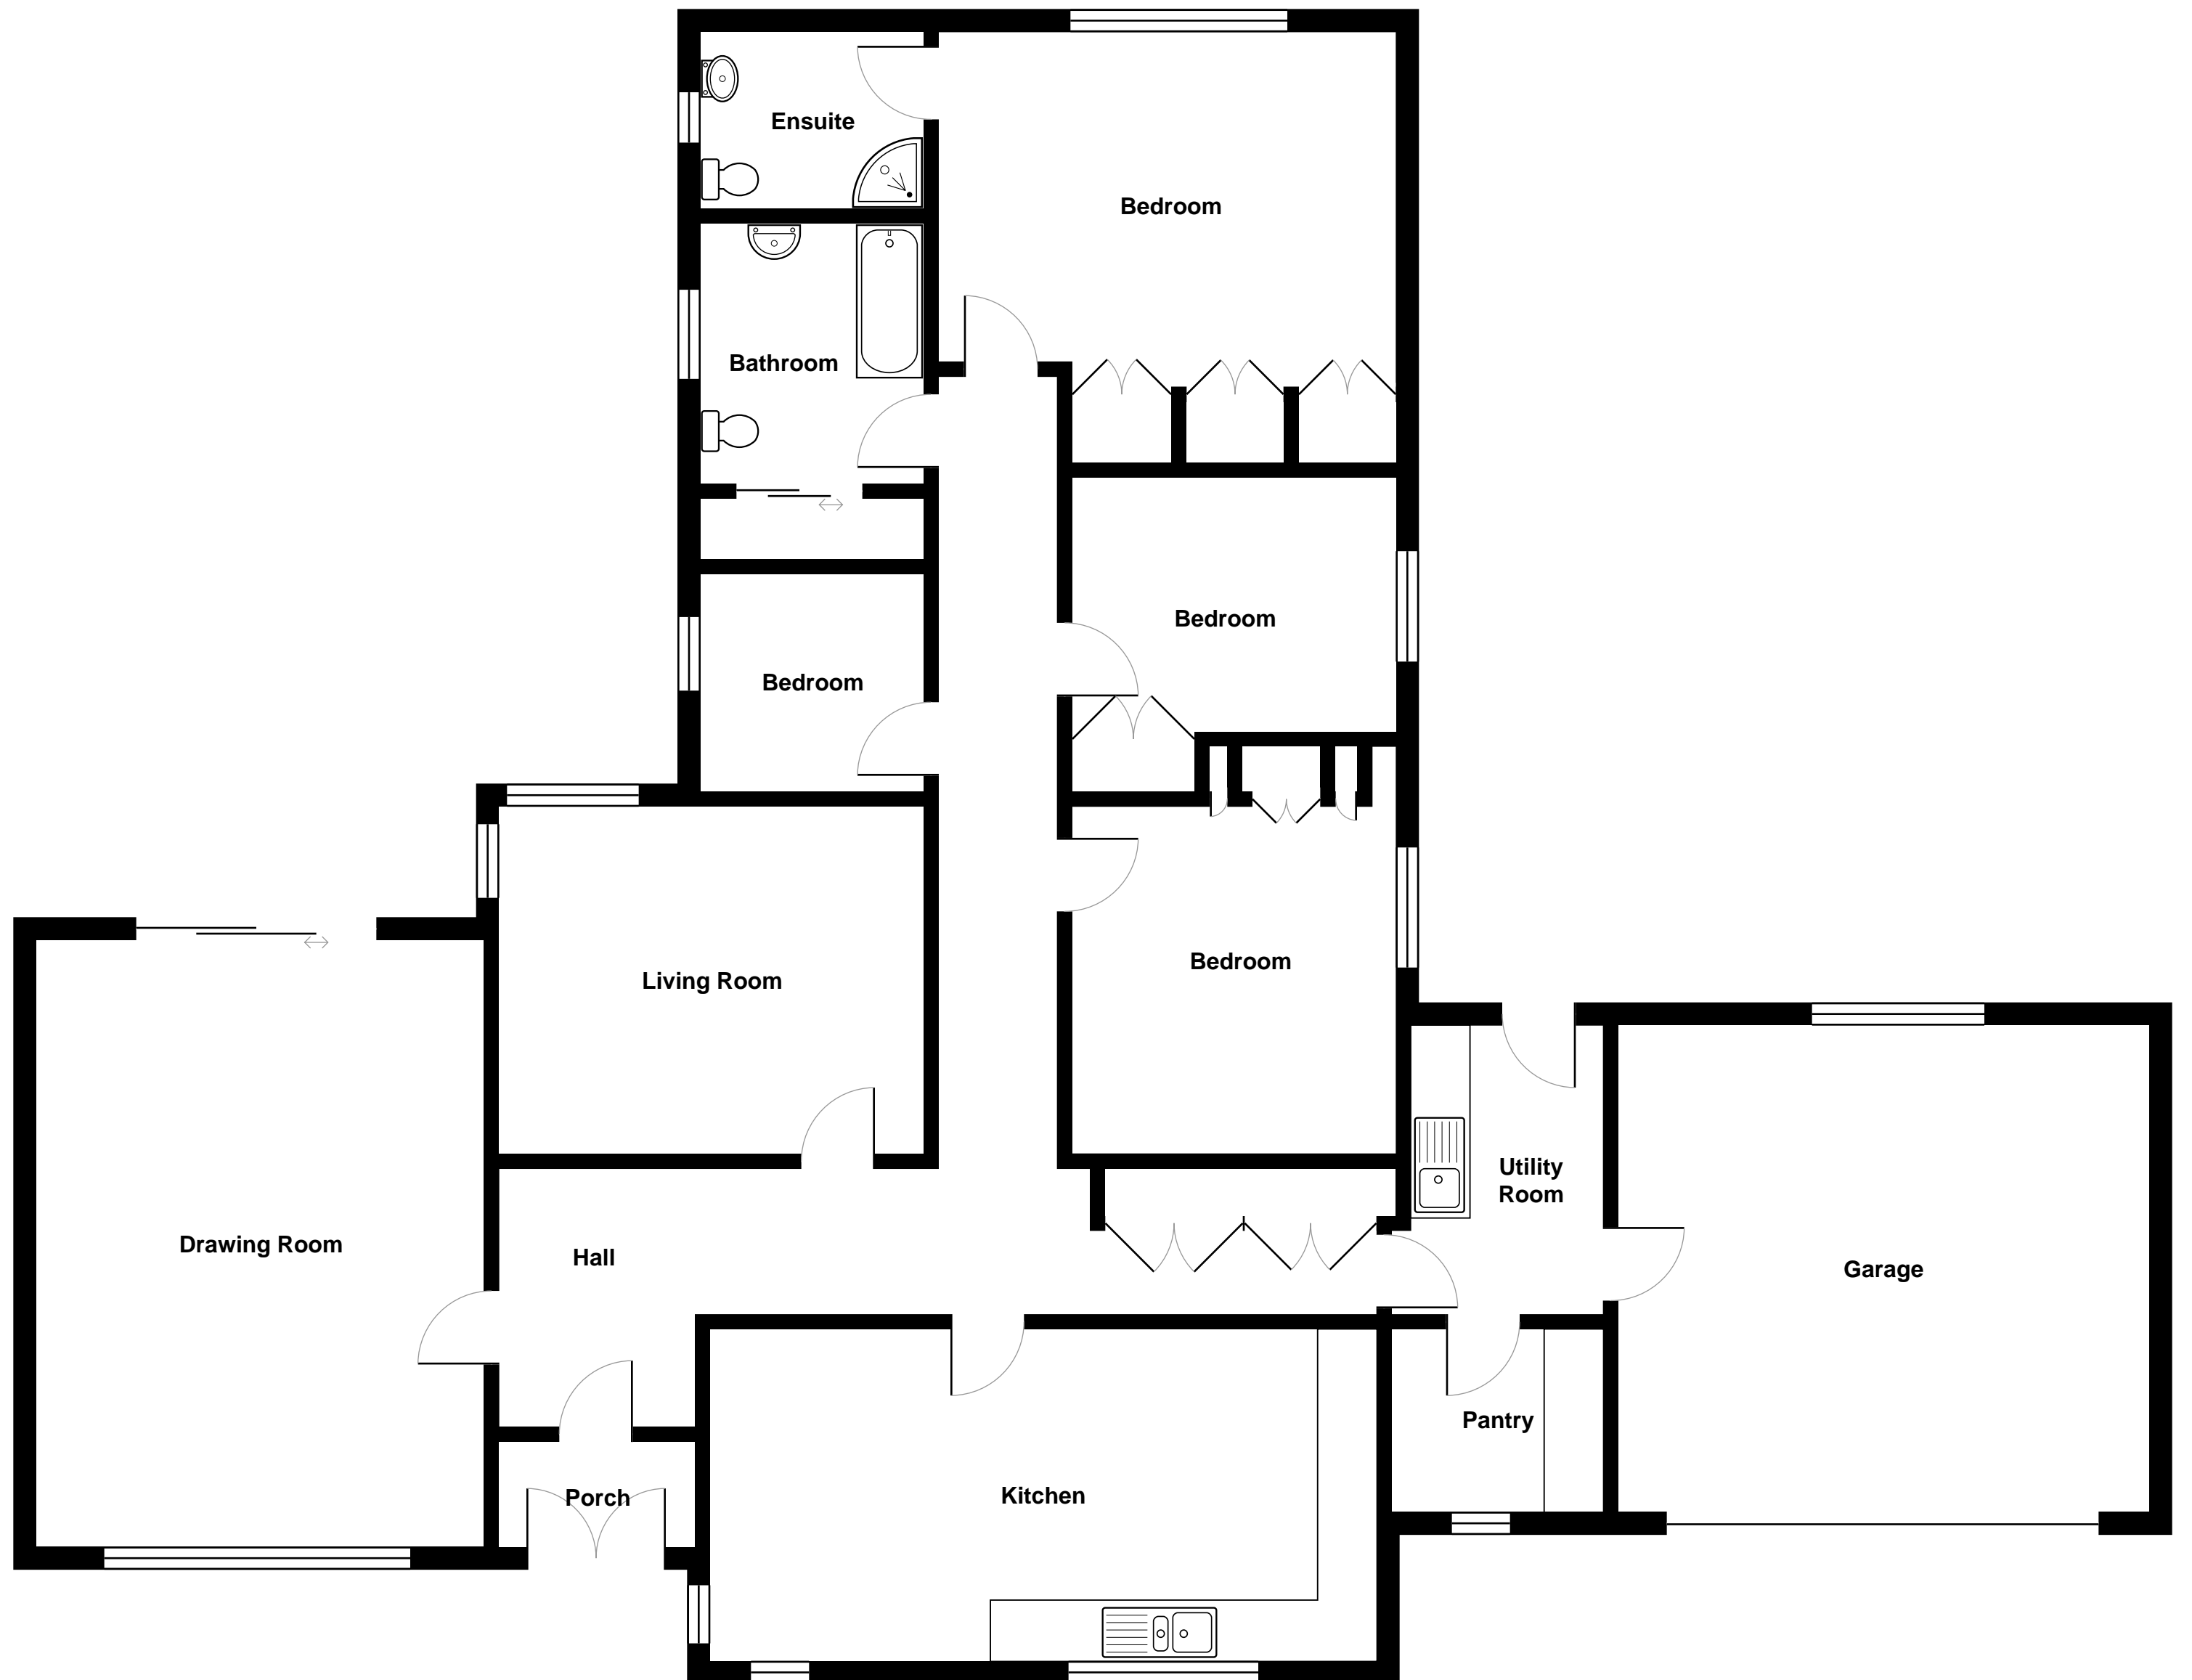 Ensuite
Bedroom
Bathroom
Bedroom
Bedroom
Bedroom
Living Room
Utility
Room
Drawing Room
Hall
Garage
Pantry
Porch
Kitchen